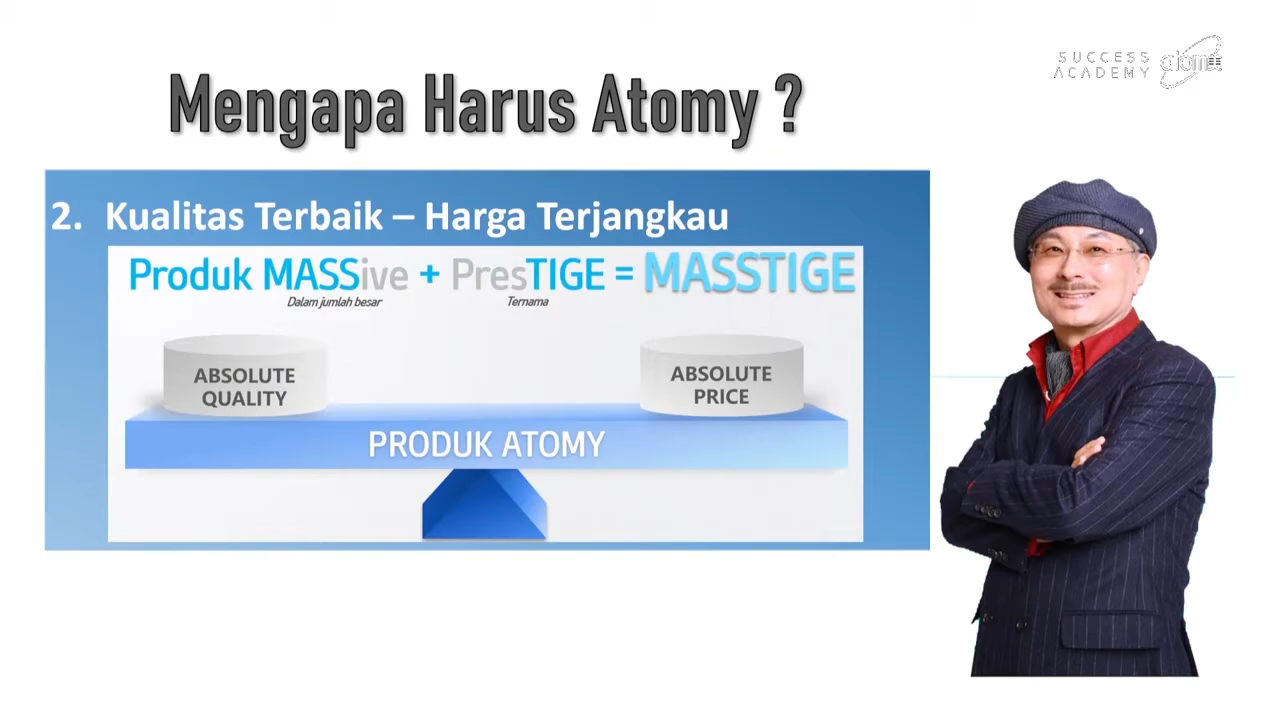 SUCCESS
ACADEMY atomy
Mengapa Harus Atomy ?
2. Kualitas Terbaik – Harga Terjangkau
Produk MASSive + PresTIGE = MASSTIGE
Dalam jumlah besar Ternama
ABSOLUTE
QUALITY
ABSOLUTE
PRICE
PRODUK ATOMY